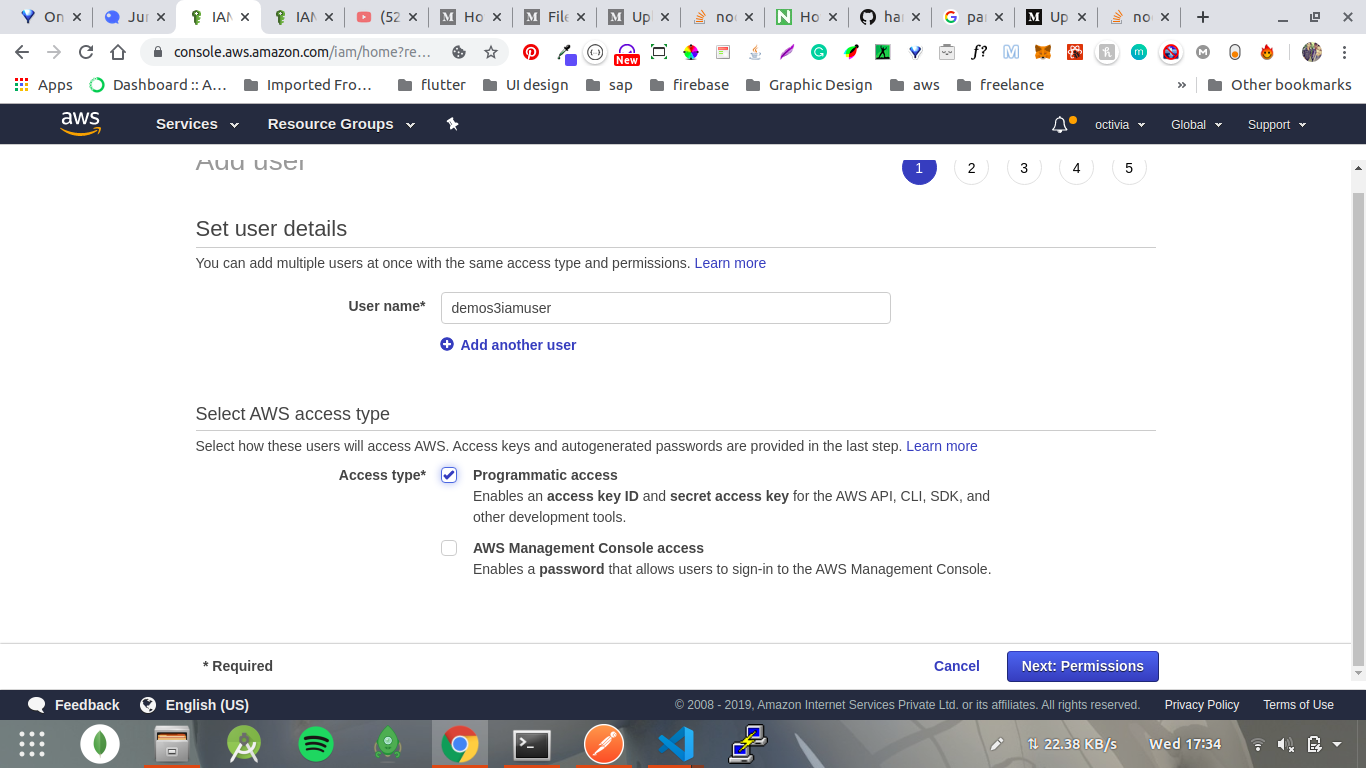 On
Jur
IAM
IAM
(52
Ho
File
Up
noc
Ho
har
par
Up
noc
console.aws.amazon.com/iam/home?re…
New
f?
Apps
Dashboard :: A…
Imported Fro…
flutter
UI design
sap
firebase
Graphic Design
aws
freelance
»
Other bookmarks
aws
Services
Resource Groups
octivia
Global
Support
Add user
1 2 3 4 5
Set user details
You can add multiple users at once with the same access type and permissions. Learn more
User name* demos3iamuser
Add another user
Select AWS access type
Select how these users will access AWS. Access keys and autogenerated passwords are provided in the last step. Learn more
Access type* Programmatic access
Enables an access key ID and secret access key for the AWS API, CLI, SDK, and
other development tools.
AWS Management Console access
Enables a password that allows users to sign-in to the AWS Management Console.
* Required
Cancel
Next: Permissions
Feedback
English (US)
© 2008 - 2019, Amazon Internet Services Private Ltd. or its affiliates. All rights reserved.
Privacy Policy
Terms of Use
22.38 KB/s
Wed 17:34